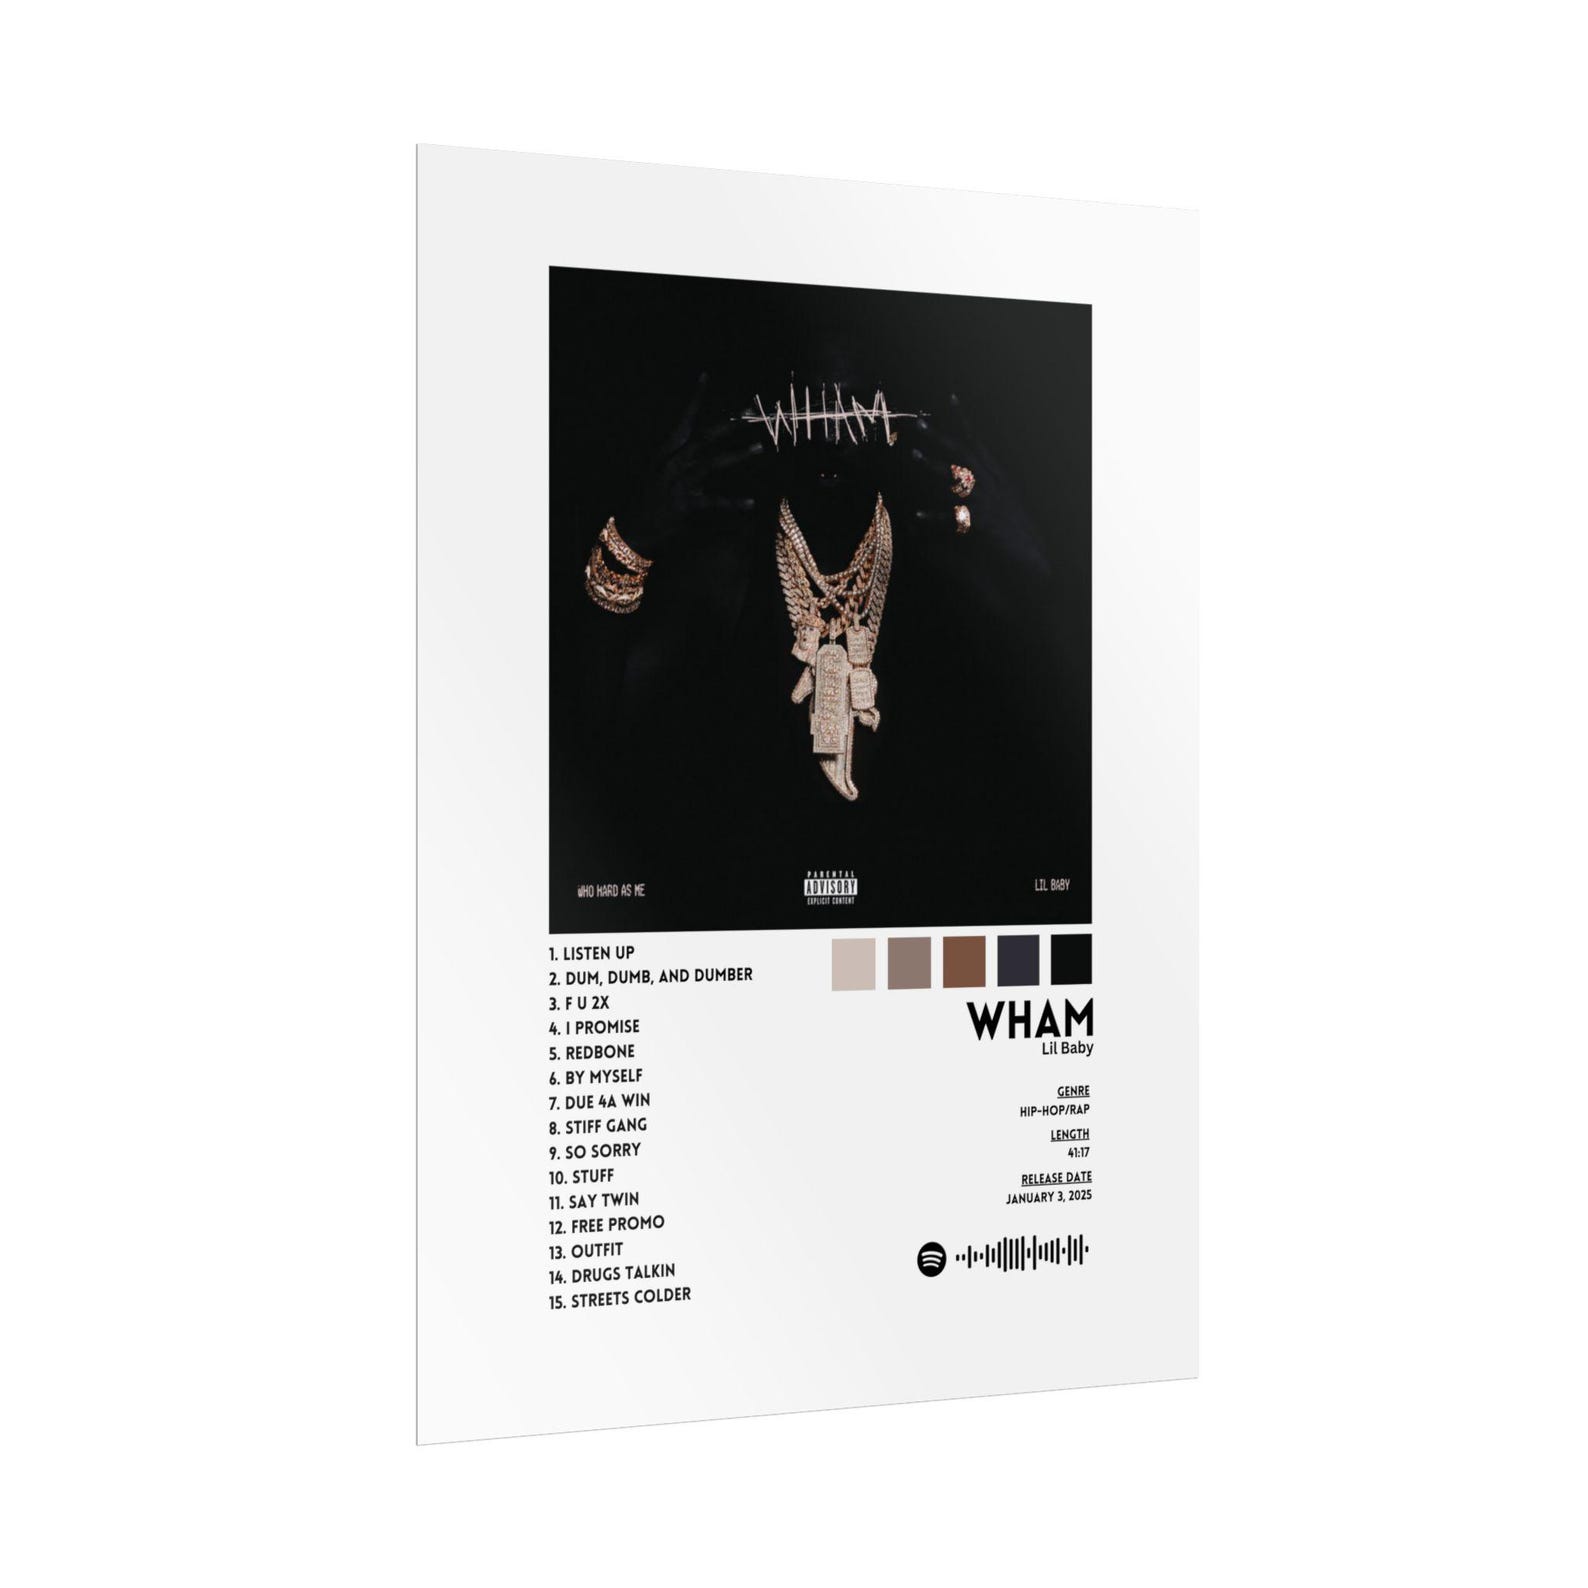 WHAM
WHO HARD AS ME
PARENTAL
ADVISORY
EXPLICIT CONTENT
LIL BABY
1. LISTEN UP
2. DUM, DUMB, AND DUMBER
3. F U 2X
4. I PROMISE
5. REDBONE
6. BY MYSELF
7. DUE 4A WIN
8. STIFF GANG
9. SO SORRY
10. STUFF
11. SAY TWIN
12. FREE PROMO
13. OUTFIT
14. DRUGS TALKIN
15. STREETS COLDER
WHAM
Lil Baby
GENRE
HIP-HOP/RAP
LENGTH
41:17
RELEASE DATE
JANUARY 3, 2025